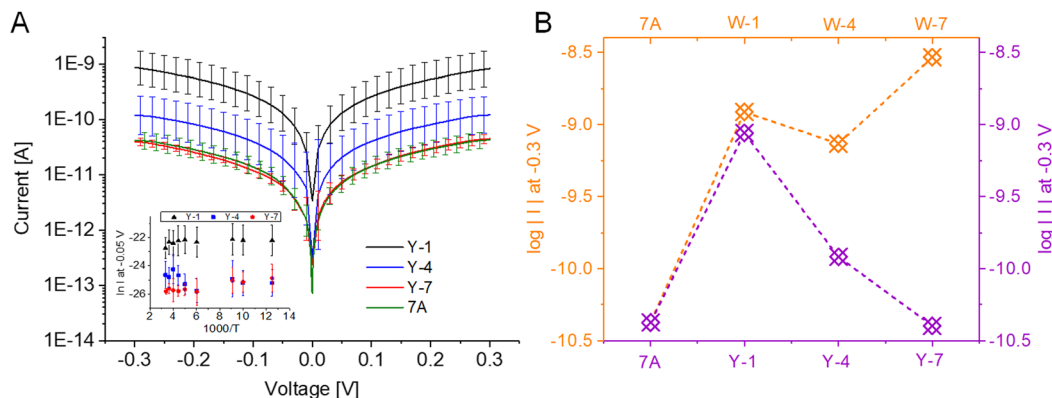 A
1E-9
1E-10
1E-11
1E-12
1E-13
1E-14
Current [A]
-0.3 -0.2 -0.1 0.0 0.1 0.2 0.3
Voltage [V]
Y-1
Y-4
Y-7
7A
Y-1 Y-4 Y-7
-22
-24
-26
ln I at -0.05 V
2 4 6 8 10 12 14
1000/T
B
7A W-1 W-4 W-7
-8.5
-9.0
-9.5
-10.0
-10.5
log | I | at -0.3 V
-8.5
-9.0
-9.5
-10.0
-10.5
log | I | at -0.3 V
7A Y-1 Y-4 Y-7